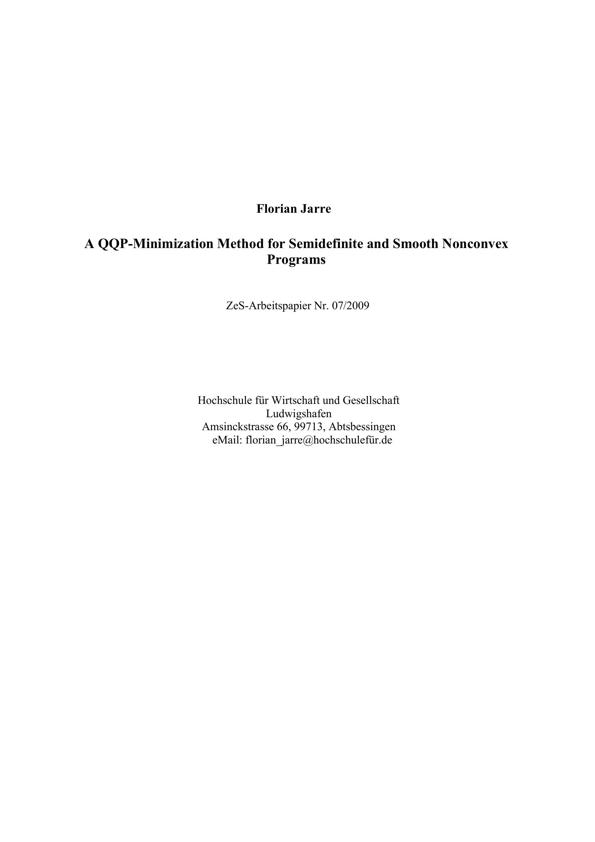 Florian Jarre
A QQP-Minimization Method for Semidefinite and Smooth Nonconvex
Programs
ZeS-Arbeitspapier Nr. 07/2009
Hochschule für Wirtschaft und Gesellschaft
Ludwigshafen
Amsinckstrasse 66, 99713, Abtsbessingen
eMail: florian_jarre@hochschulefür.de